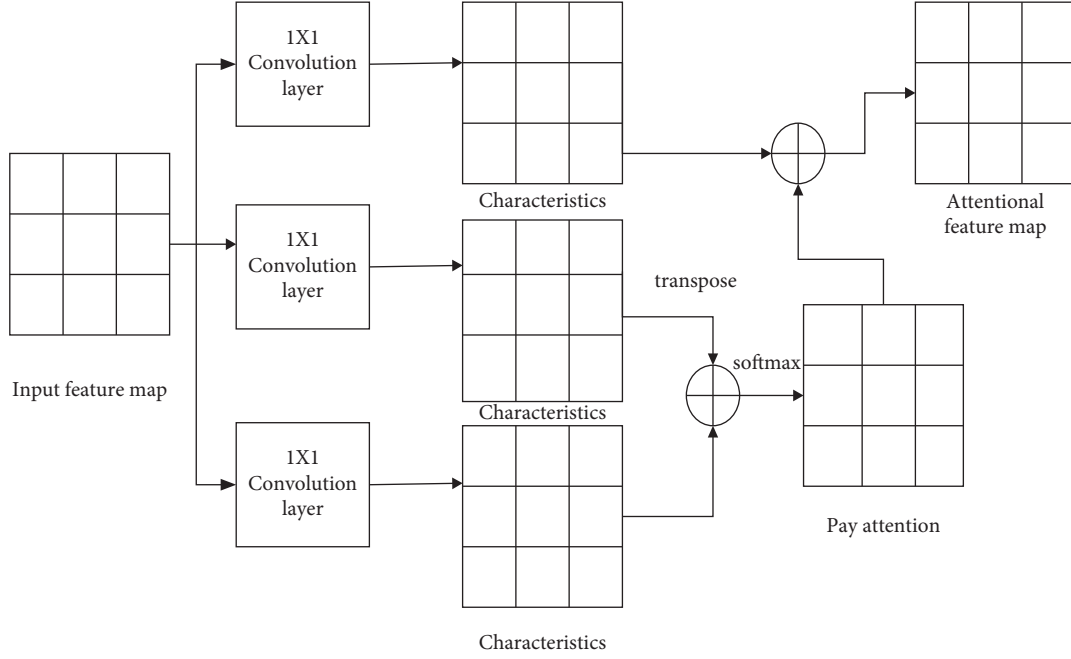 1X1
Convolution
layer
Characteristics
Attentional
feature map
Input feature map
1X1
Convolution
layer
transpose
Characteristics
softmax
1X1
Convolution
layer
Pay attention
Characteristics